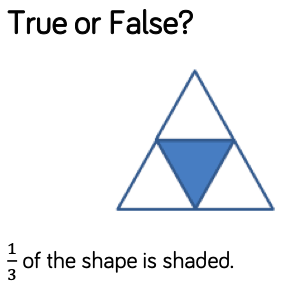 True or False?
1/3 of the shape is shaded.